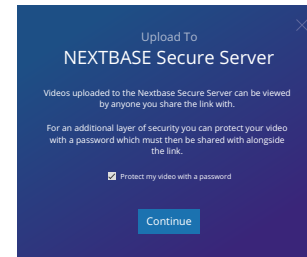 Upload To
NEXTBASE Secure Server
Videos uploaded to the Nextbase Secure Server can be viewed
by anyone you share the link with.
For an additional layer of security you can protect your video
with a password which must then be shared with alongside
the link.
Protect my video with a password
Continue